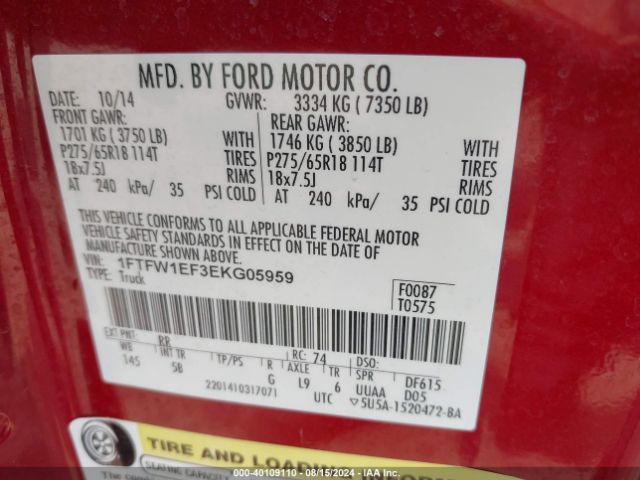 MFD. BY FORD MOTOR CO.
DATE: 10/14 GVWR: 3334 KG ( 7350 LB)
FRONT GAWR: REAR GAWR:
1701 KG ( 3750 LB) WITH 1746 KG ( 3850 LB) WITH
P275/65R18 114T TIRES P275/65R18 114T TIRES
18x7.5J RIMS 18x7.5J RIMS
AT 240 kPa/ 35 PSI COLD AT 240 kPa/ 35 PSI COLD
THIS VEHICLE CONFORMS TO ALL APPLICABLE FEDERAL MOTOR
VEHICLE SAFETY STANDARDS IN EFFECT ON THE DATE OF
MANUFACTURE SHOWN ABOVE.
VIN: 1FTFW1EF3EKG05959
TYPE: Truck
F0087
T0575
EXT PNT: RR RC: 74 DSO:
WB INT TR TP/PS R AXLE TR SPR DF615
145 5B G L9 6 UUAA D05
2201410317071 UTC ▽5U5A-1520472-BA
TIRE AND LOADING
SEATING CAPACITY
The
000-40109110 - 08/15/2024 - IAAI.com